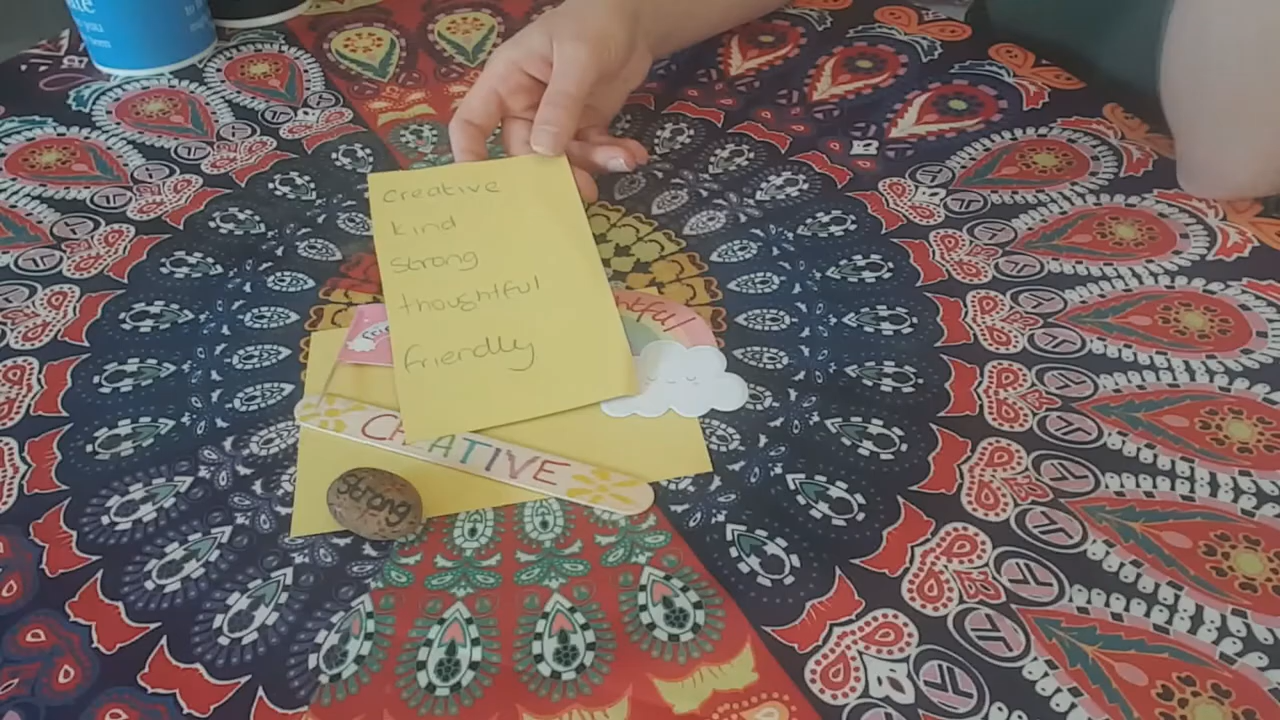 creative
kind
strong
thoughtful
friendly
CREATIVE
strong